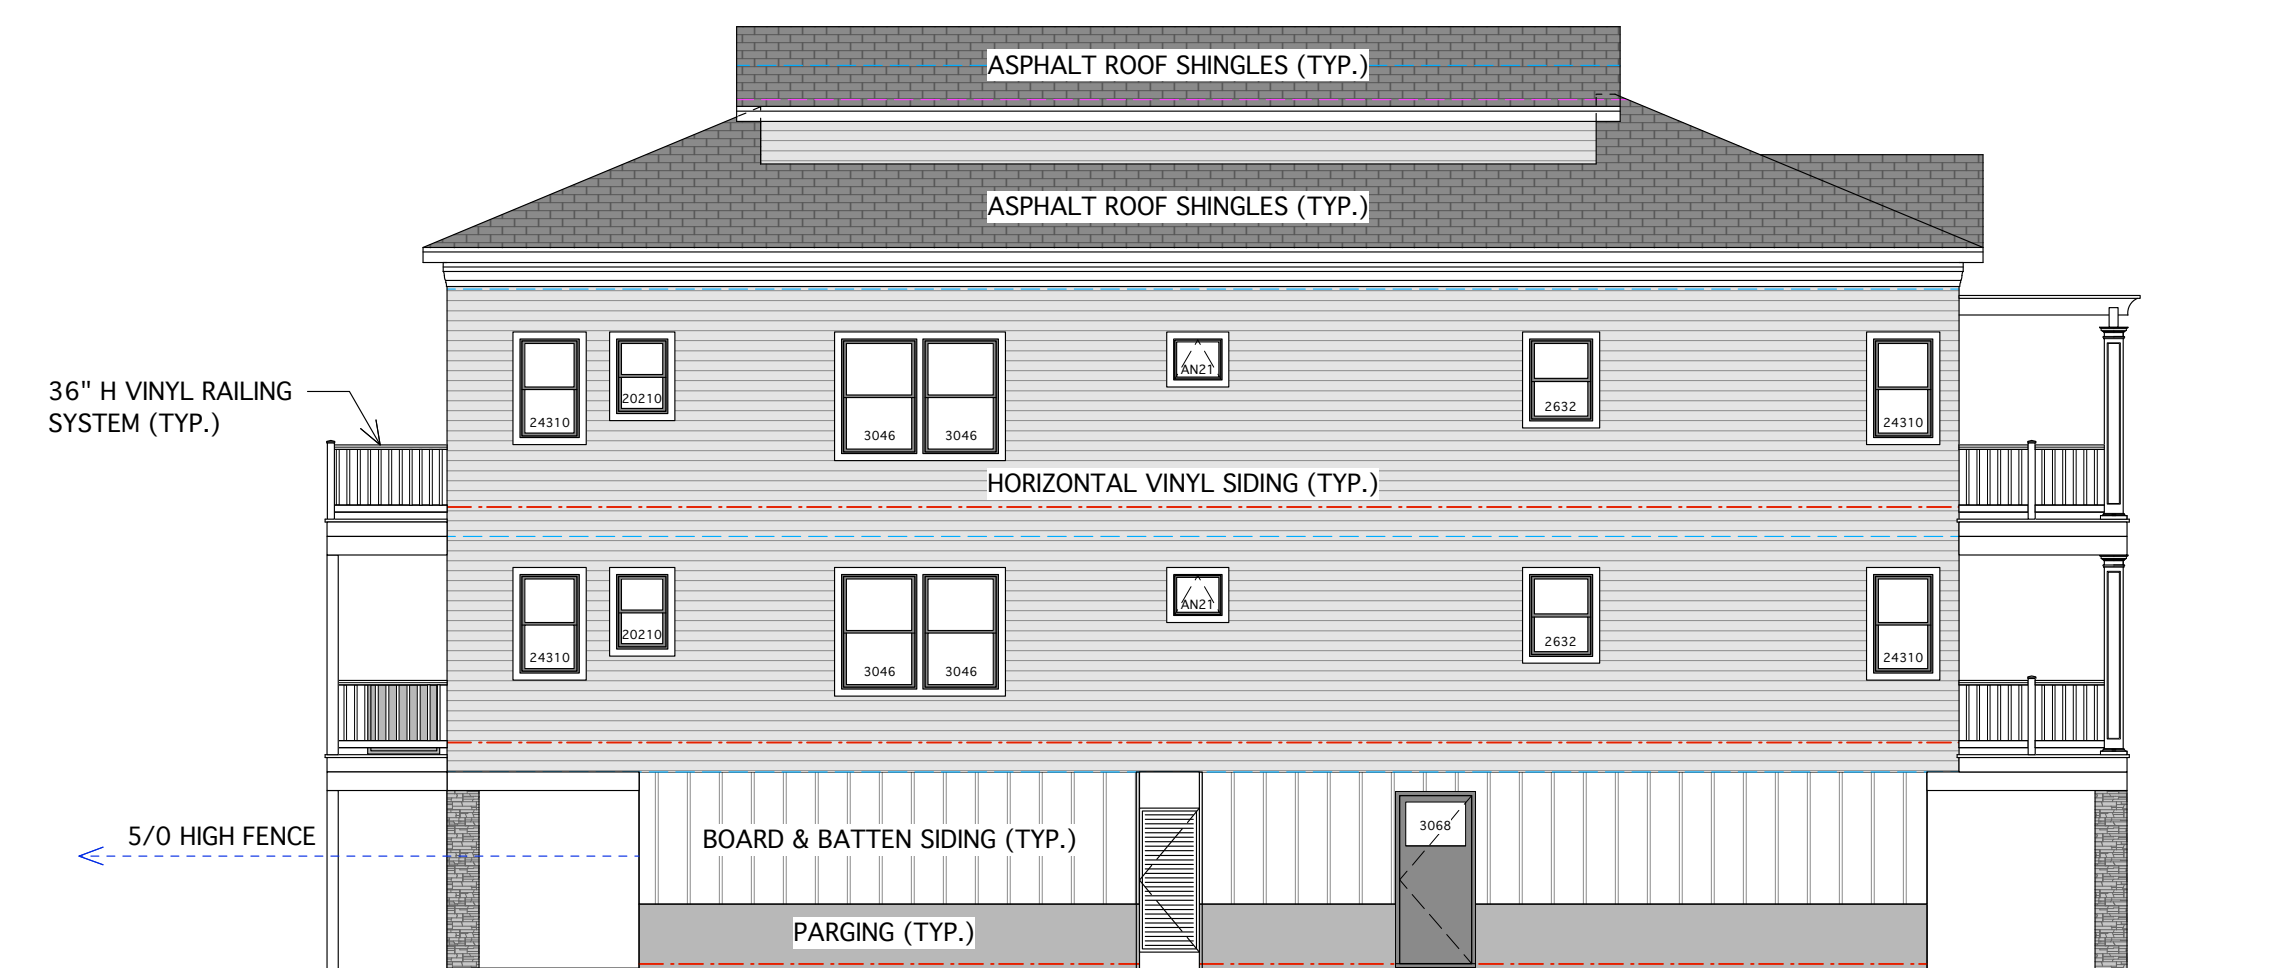 ASPHALT ROOF SHINGLES (TYP.)
ASPHALT ROOF SHINGLES (TYP.)
36" H VINYL RAILING
SYSTEM (TYP.)
24310
20210
3046
3046
AN21
2632
24310
HORIZONTAL VINYL SIDING (TYP.)
24310
20210
3046
3046
AN21
2632
24310
5/0 HIGH FENCE
BOARD & BATTEN SIDING (TYP.)
3068
PARGING (TYP.)